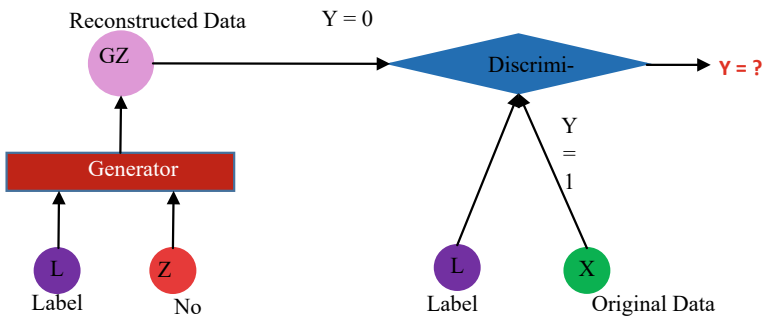 Reconstructed Data
Y = 0
GZ
Discrimi-
Y = ?
Y
=
1
Generator
L
Z
L
X
Label
No
Label
Original Data